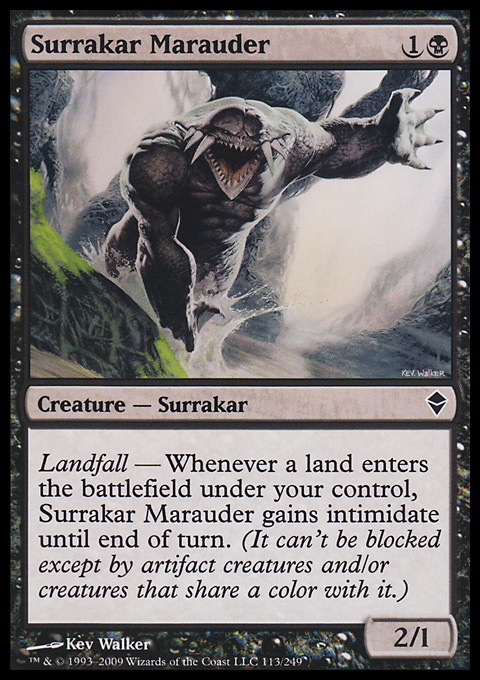 Surrakar Marauder 1
KEV. WALKER
Creature — Surrakar
Landfall — Whenever a land enters
the battlefield under your control,
Surrakar Marauder gains intimidate
until end of turn. (It can't be blocked
except by artifact creatures and/or
creatures that share a color with it.)
Kev Walker
2/1
™ & © 1993–2009 Wizards of the Coast LLC 113/249